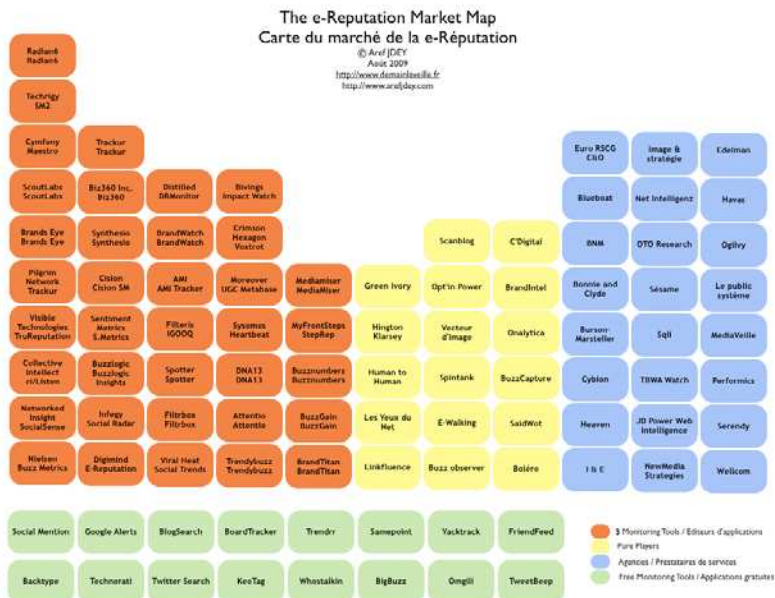 The e-Reputation Market Map
Carte du marché de la e-Réputation
© Aref JDEY
Août 2009
http://www.demainlaveille.fr
http://www.arefjdey.com
Radian6
Radian6
Techrigy
SM2
Cymfony
Maestro
Trackur
Trackur
Euro RSCG
C&O
Image &
stratégie
Edelman
ScoutLabs
ScoutLabs
Biz360 Inc.
Biz360
Distilled
DRMonitor
Divings
Impact Watch
Blueboat
Net Intelligenz
Havas
Brands Eye
Brands Eye
Synthesio
Synthesio
BrandWatch
BrandWatch
Crimson
Hexagon
Voxtrot
Scanblog
C'Digital
BNM
OTO Research
Ogilvy
Pilgrim
Network
Trackur
Cision
Cision SM
AMI
AMI Tracker
Moreover
UGC Metabase
Mediamiser
MediaMiser
Green Ivory
Opt'in Power
BrandIntel
Bonnie and
Clyde
Sésame
Le public
système
Visible
Technologies
TruReputation
Sentiment
Metrics
S.Metrics
Filteris
IGOOQ
Sysomos
Heartbeat
MyFrontSteps
StepRep
Hington
Klarsey
Vecteur
d'image
Onalytica
Burson-
Marsteller
Sqli
MediaVeille
Collective
Intellect
cI/Listen
Buzzlogic
Buzzlogic
Insights
Spotter
Spotter
DNA13
DNA13
Buzznumbers
Buzznumbers
Human to
Human
Spintank
BuzzCapture
Cybion
TBWA Watch
Performics
Networked
Insight
SocialSense
Infegy
Social Radar
Filtrbox
Filtrbox
Attentio
Attentio
BuzzGain
BuzzGain
Les Yeux du
Net
E-Walking
SaidWot
Heaven
JD Power Web
Intelligence
Serendy
Nielsen
Buzz Metrics
Digimind
E-Reputation
Viral Heat
Social Trends
Trendybuzz
Trendybuzz
BrandTitan
BrandTitan
Linkfluence
Buzz observer
Boléro
I & E
NewMedia
Strategies
Wellcom
Social Mention
Google Alerts
BlogSearch
BoardTracker
Trendrr
Samepoint
Yacktrack
FriendFeed
Backtype
Technorati
Twitter Search
KeoTag
Whostalkin
BigBuzz
Omgili
TweetBeep
$ Monitoring Tools / Editeurs d'applications
Pure Players
Agencies / Prestataires de services
Free Monitoring Tools / Applications gratuites